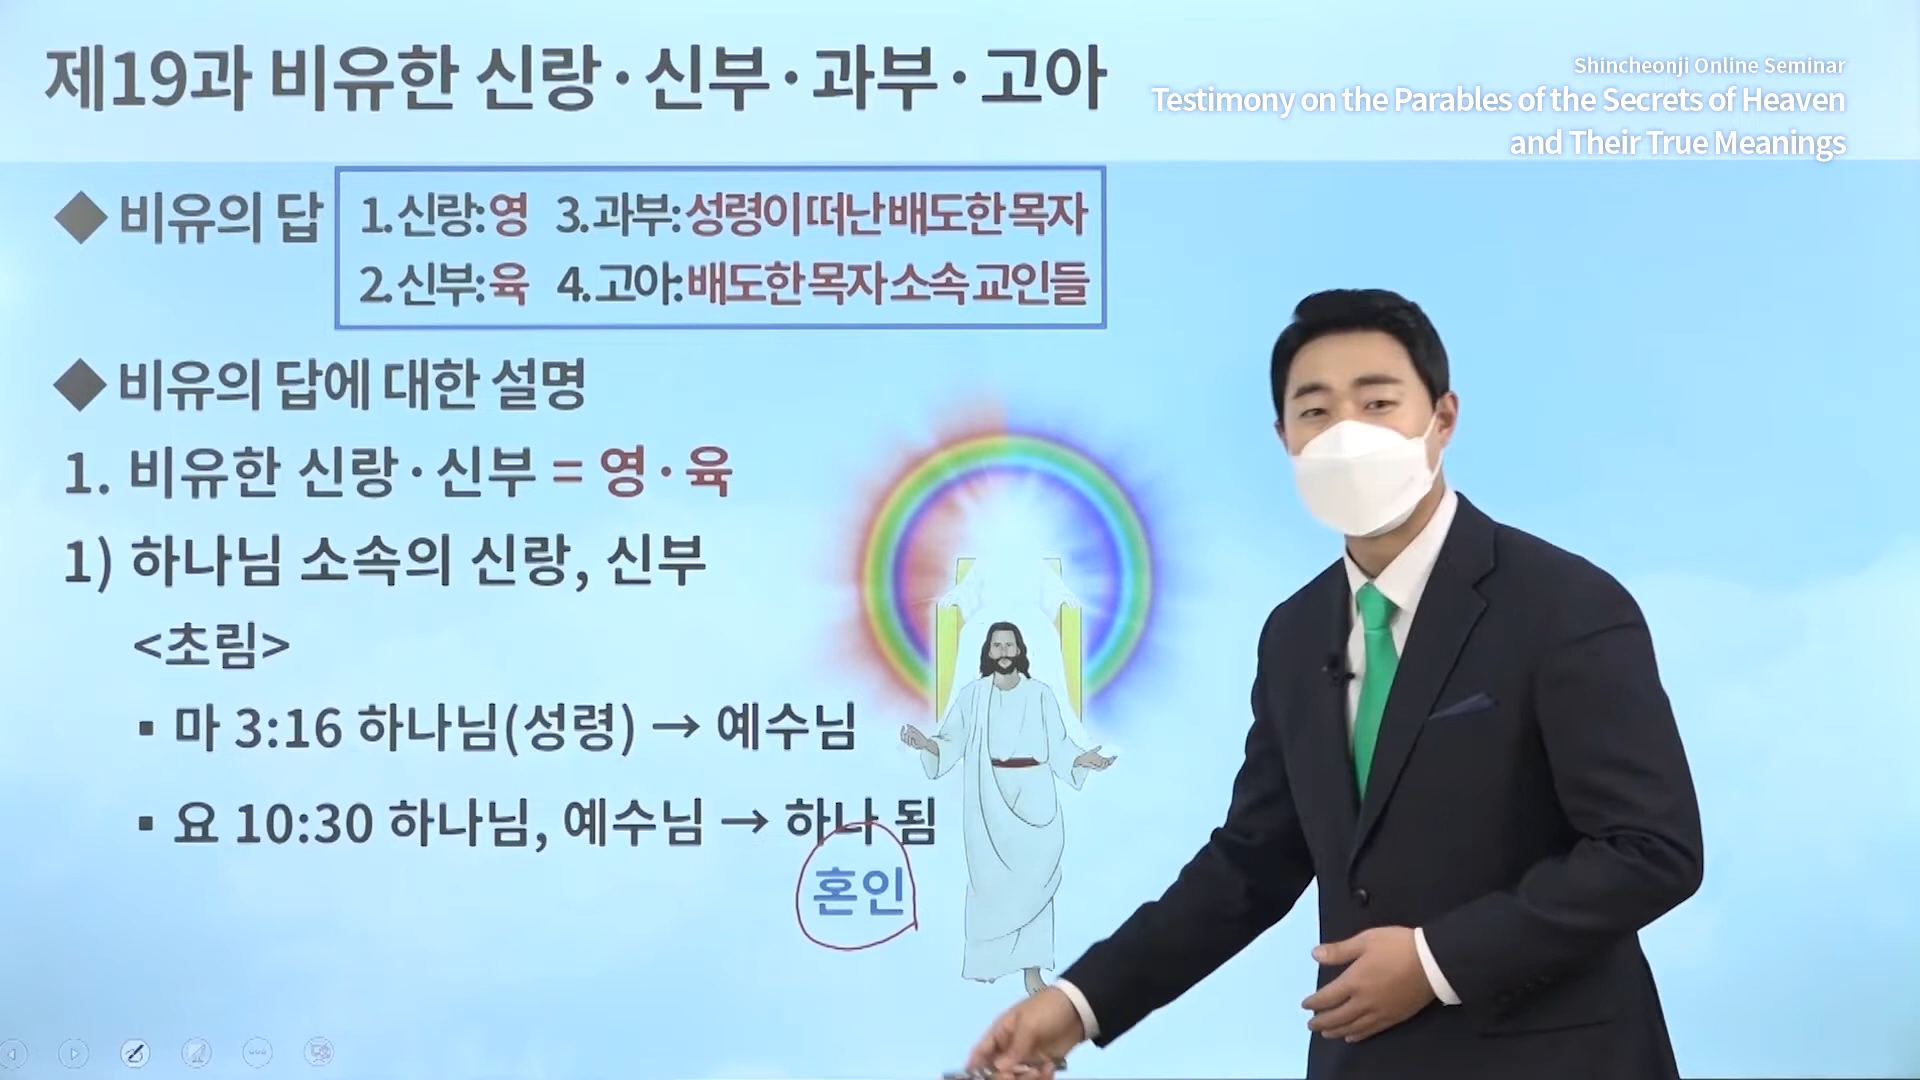 제19과 비유한 신랑·신부·과부·고아
Shincheonji Online Seminar
Testimony on the Parables of the Secrets of Heaven
and Their True Meanings
◆ 비유의 답
1. 신랑: 영 3. 과부: 성령이 떠난 배도한 목자
2. 신부: 육 4. 고아: 배도한 목자 소속 교인들
◆ 비유의 답에 대한 설명
1. 비유한 신랑·신부 = 영·육
1) 하나님 소속의 신랑, 신부
<초림>
▪ 마 3:16 하나님(성령) → 예수님
▪ 요 10:30 하나님, 예수님 → 하나 됨
혼인